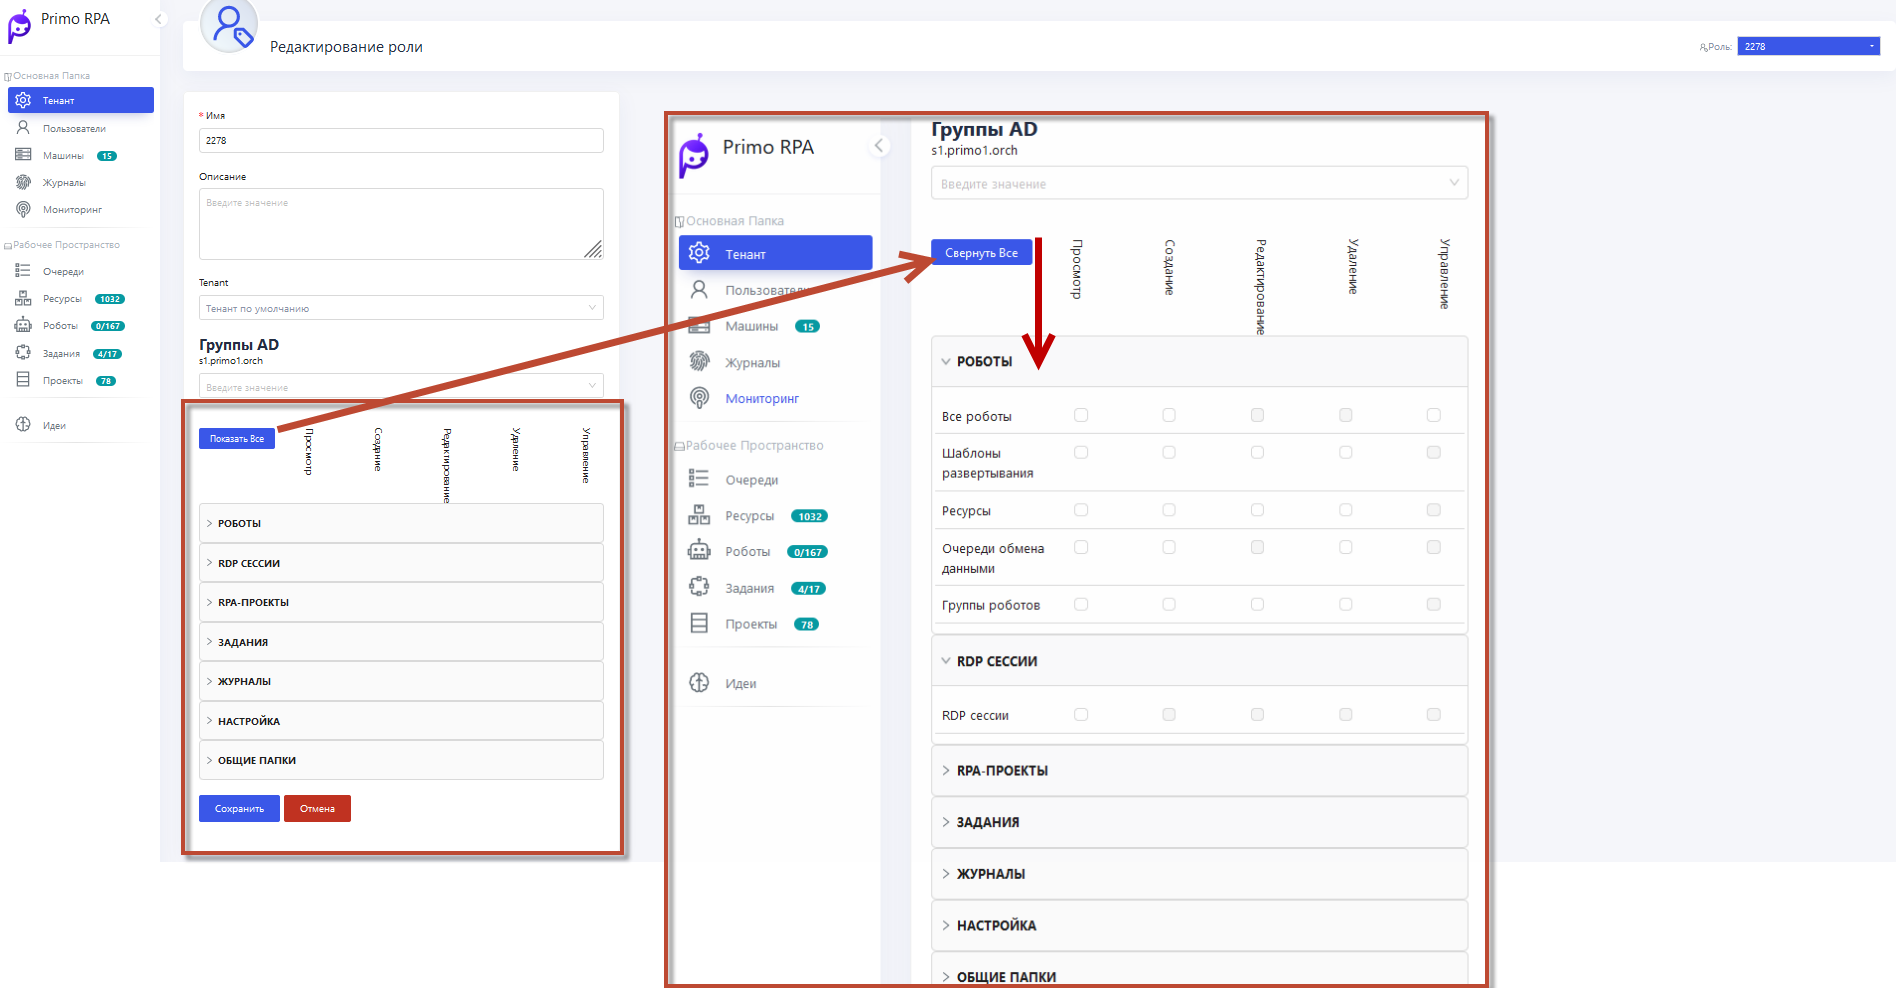 Primo RPA
Основная Папка
Тенант
Пользователи
Машины 15
Журналы
Мониторинг
Рабочее Пространство
Очереди
Ресурсы 1032
Роботы 0/167
Задания 4/17
Проекты 78
Идеи
Редактирование роли
Роль: 2278
* Имя
2278
Описание
Введите значение
Tenant
Тенант по умолчанию
Группы AD
s1.primo1.orch
Введите значение
Показать Все
Просмотр
Создание
Редактирование
Удаление
Управление
РОБОТЫ
RDP СЕССИИ
RPA-ПРОЕКТЫ
ЗАДАНИЯ
ЖУРНАЛЫ
НАСТРОЙКА
ОБЩИЕ ПАПКИ
Сохранить
Отмена
Primo RPA
Основная Папка
Тенант
Пользователи
Машины 15
Журналы
Мониторинг
Рабочее Пространство
Очереди
Ресурсы 1032
Роботы 0/167
Задания 4/17
Проекты 78
Идеи
Группы AD
s1.primo1.orch
Введите значение
Свернуть Все
Просмотр
Создание
Редактирование
Удаление
Управление
РОБОТЫ
Все роботы
Шаблоны
развертывания
Ресурсы
Очереди обмена
данными
Группы роботов
RDP СЕССИИ
RDP сессии
RPA-ПРОЕКТЫ
ЗАДАНИЯ
ЖУРНАЛЫ
НАСТРОЙКА
ОБЩИЕ ПАПКИ